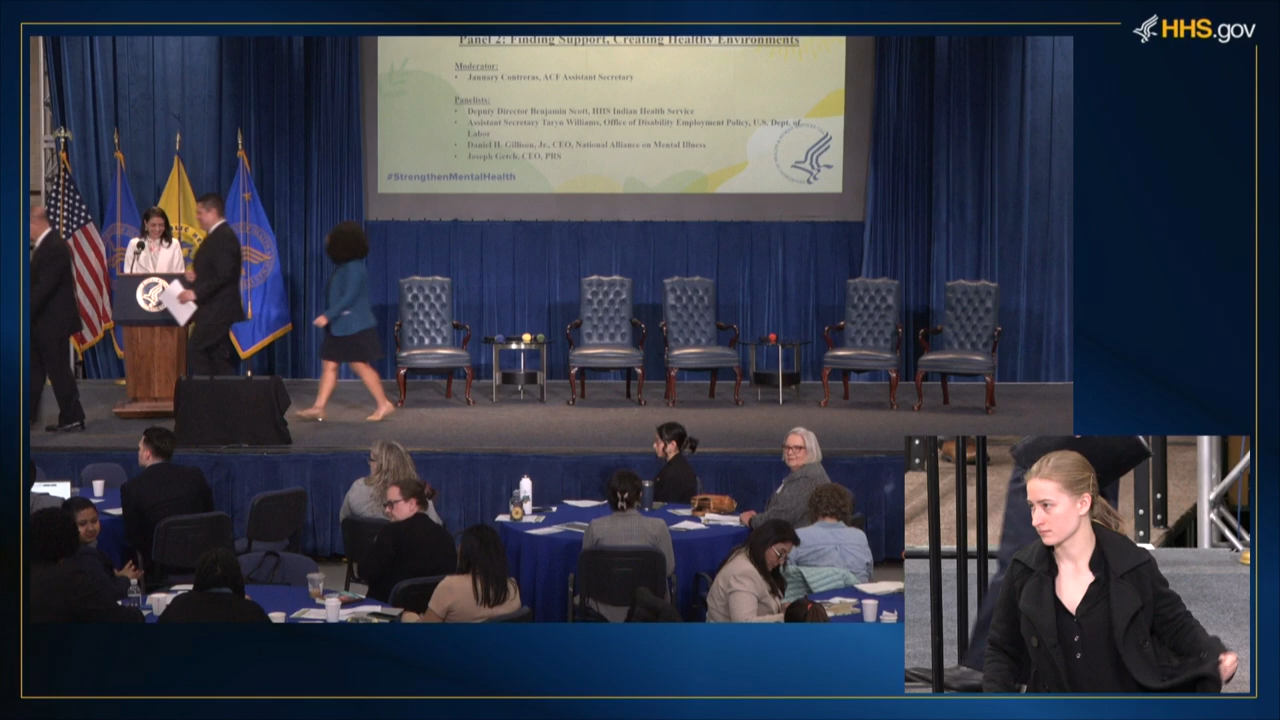 HHS.gov
Panel 2: Finding Support, Creating Healthy Environments
Moderator:
• January Contreras, ACF Assistant Secretary
Panelists:
• Deputy Director Benjamin Scott, HHS Indian Health Service
• Assistant Secretary Taryn Williams, Office of Disability Employment Policy, U.S. Dept. of
Labor
• Daniel H. Gillison, Jr., CEO, National Alliance on Mental Illness
• Joseph Getch, CEO, PRS
#StrengthenMentalHealth